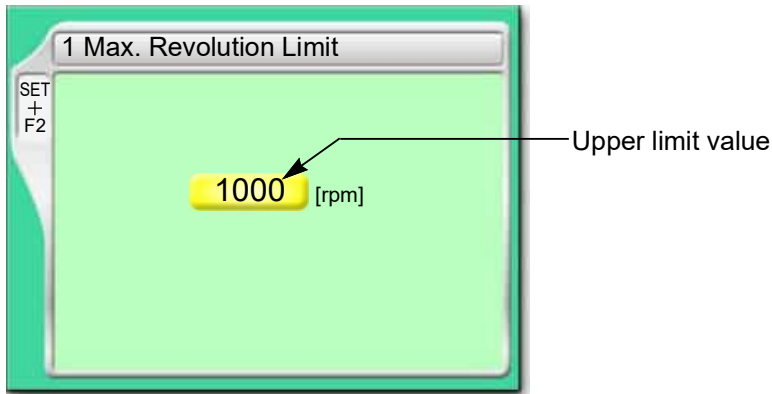 1 Max. Revolution Limit
SET
+
F2
Upper limit value
1000 [rpm]